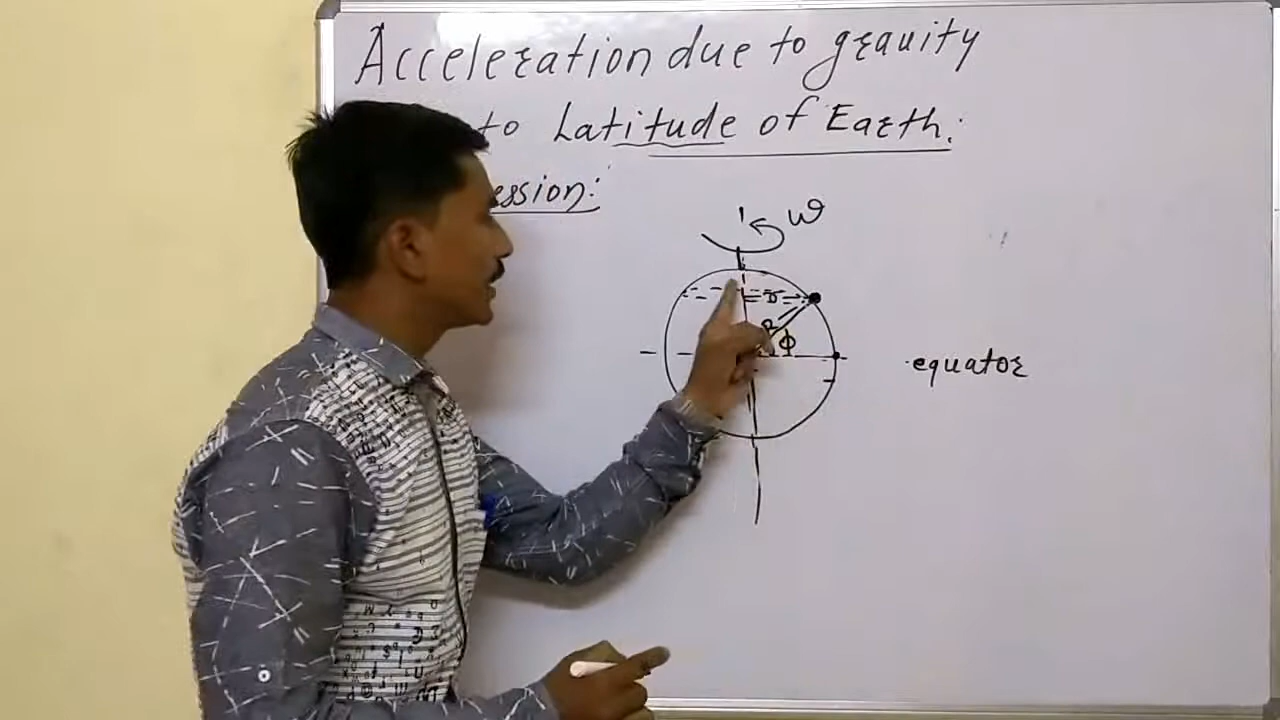 Acceleration due to gravity
to Latitude of Earth:
ession:
ω
r
R
ϕ
equator